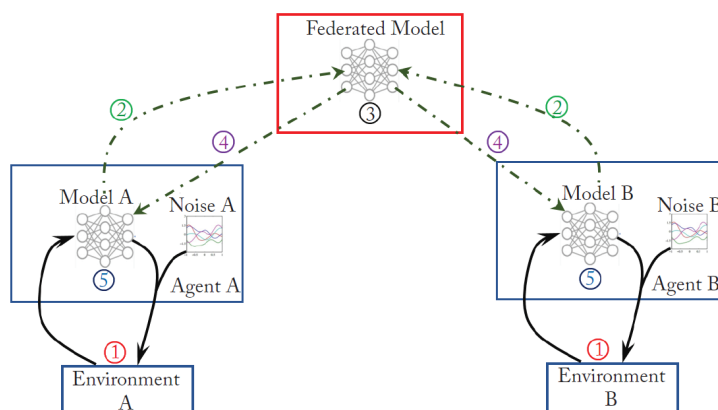 Federated Model
③
②
②
④
④
Model A
Noise A
⑤
Agent A
Model B
Noise B
⑤
Agent B
①
①
Environment
A
Environment
B